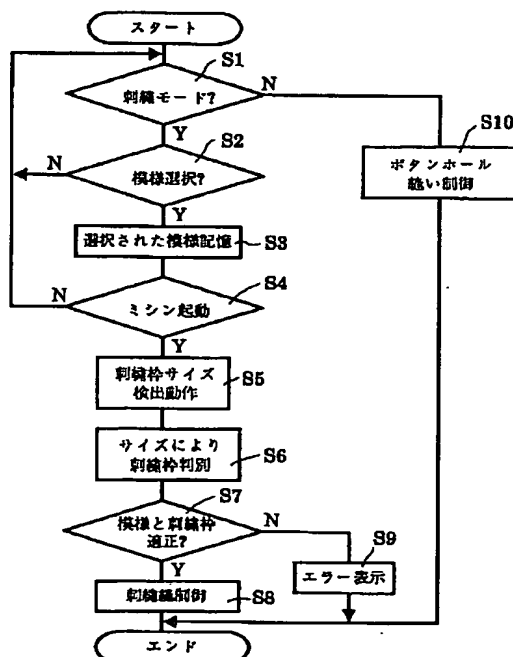 スタート
S1
刺繍モード?
N
Y
S10
ボタンホール
縫い制御
S2
N
模様選択?
Y
選択された模様記憶
S3
S4
N
ミシン起動
Y
刺繍枠サイズ
検出動作
S5
サイズにより
刺繍枠判別
S6
S7
模様と刺繍枠
適正?
N
Y
S9
エラー表示
刺繍縫制御
S8
エンド